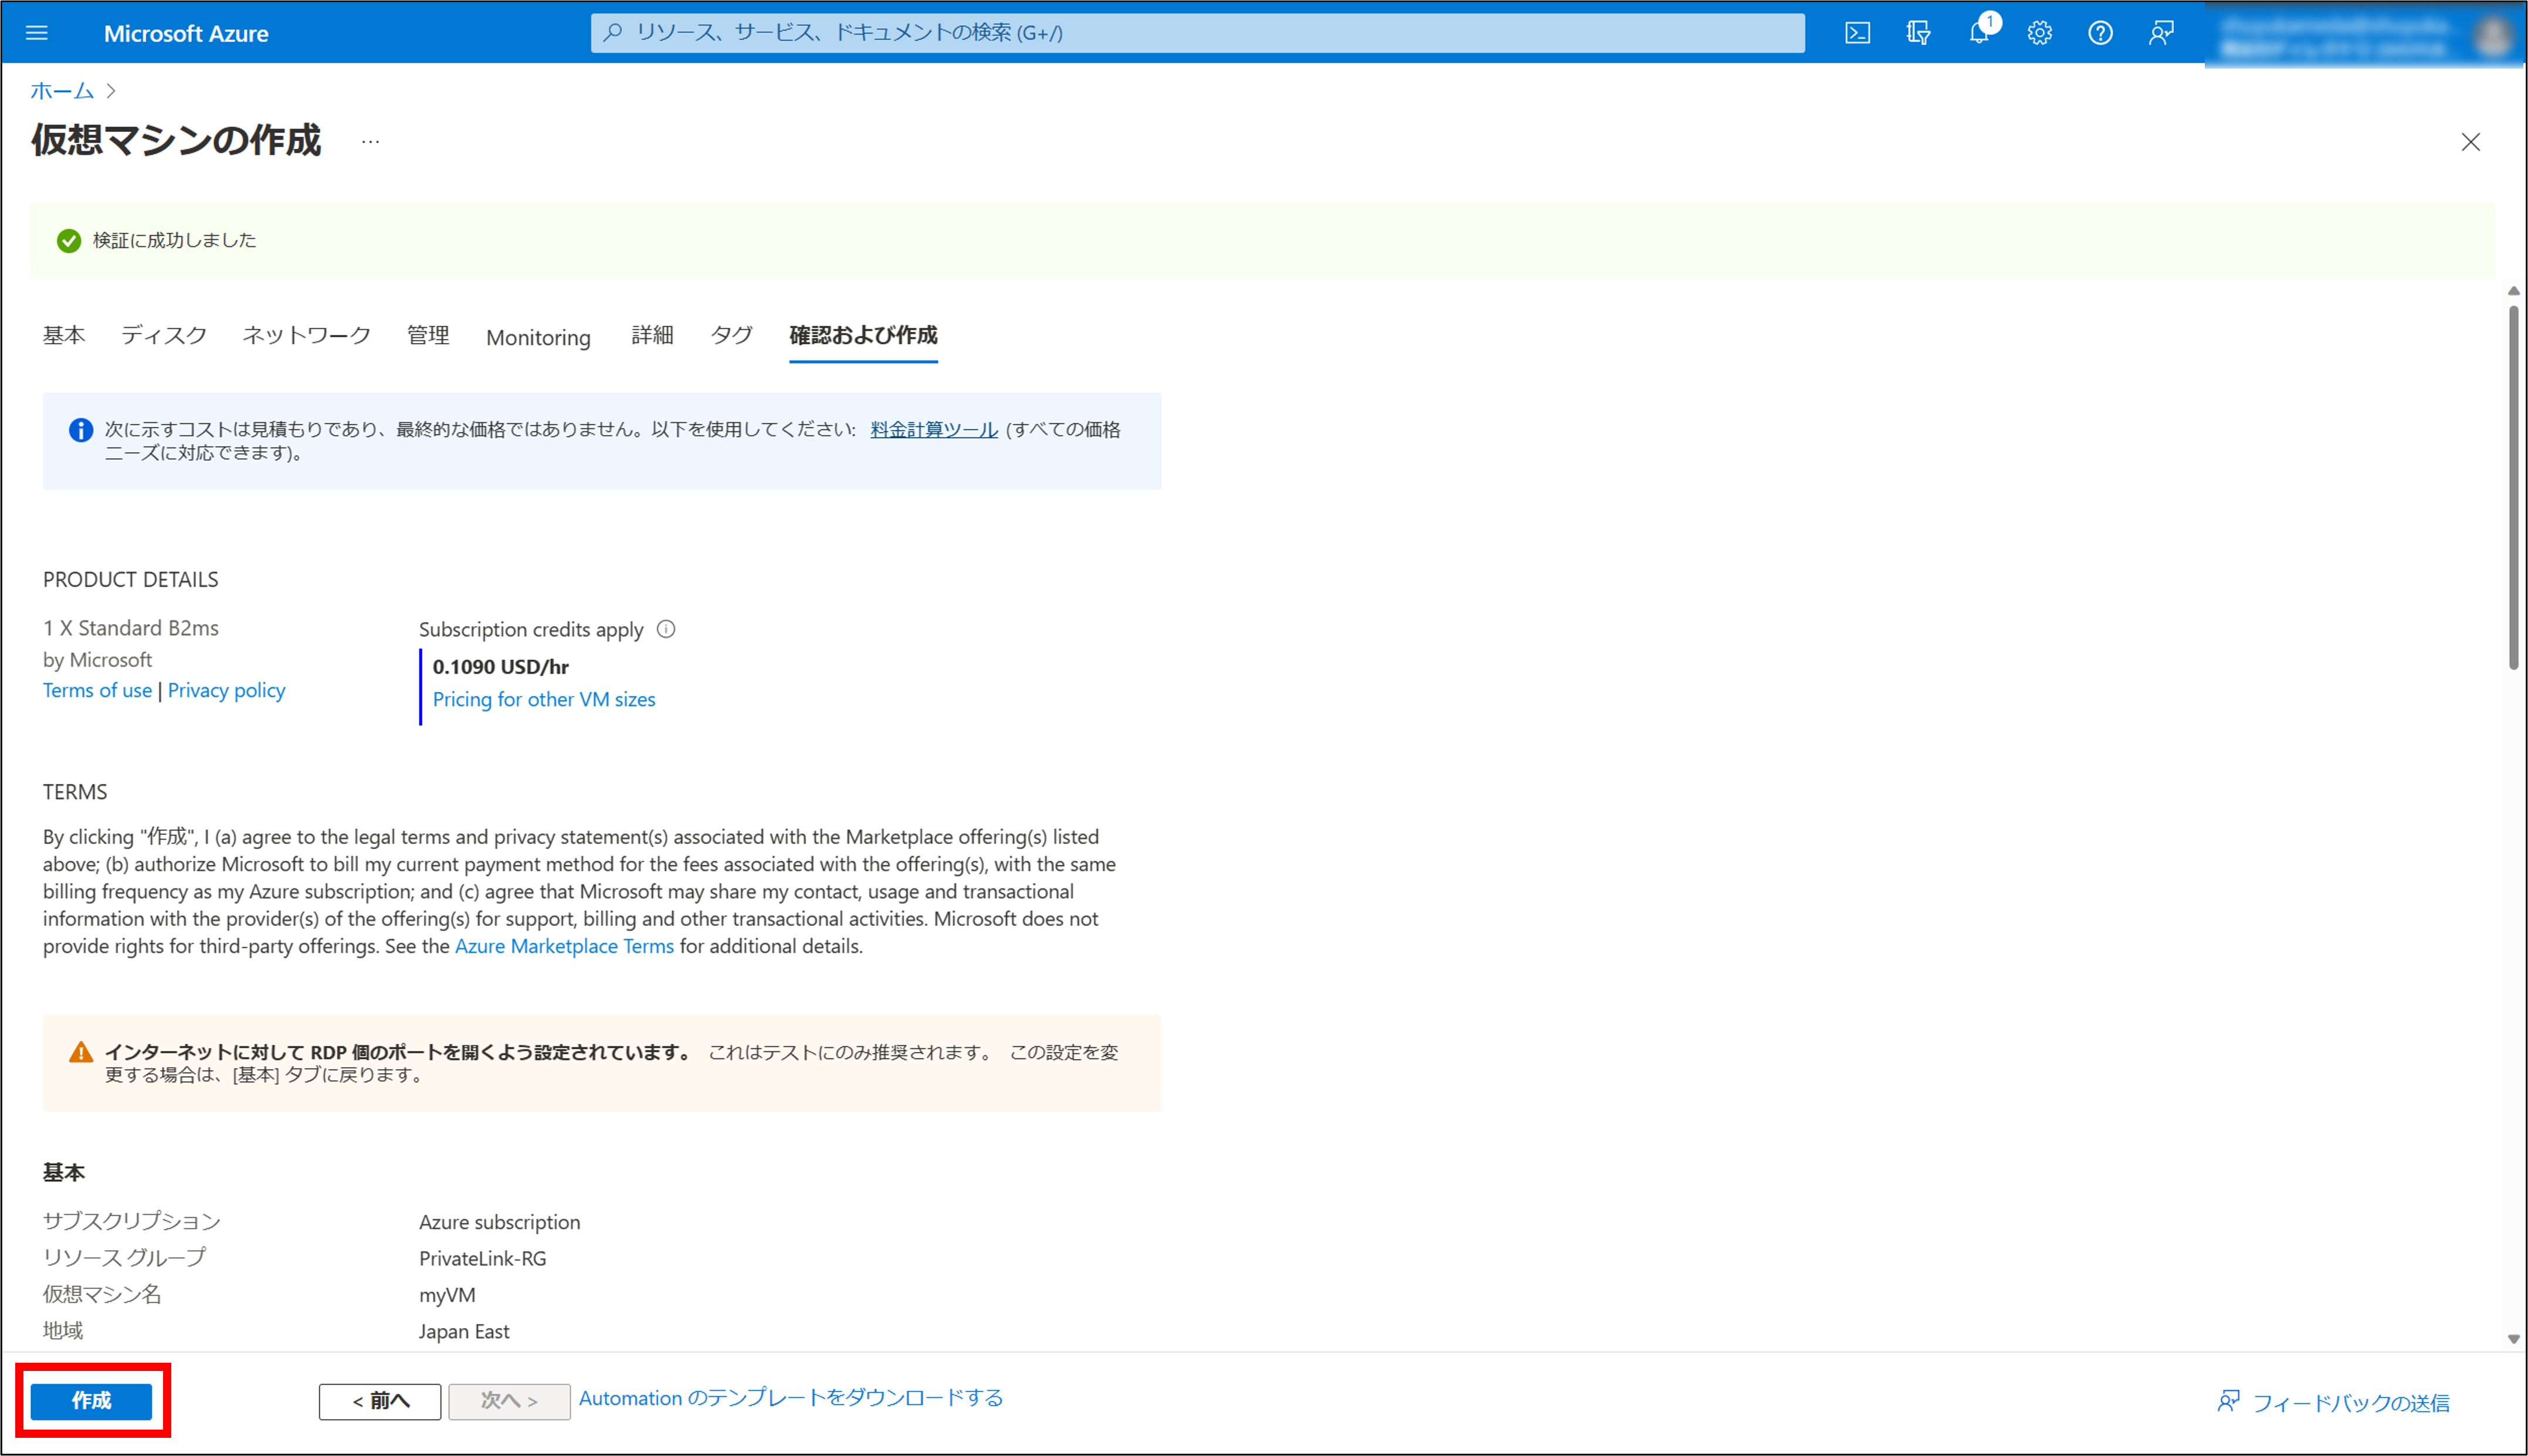 Microsoft Azure
リソース、サービス、ドキュメントの検索 (G+/)
1
ホーム >
仮想マシンの作成 ...
検証に成功しました
基本 ディスク ネットワーク 管理 Monitoring 詳細 タグ 確認および作成
次に示すコストは見積もりであり、最終的な価格ではありません。以下を使用してください: 料金計算ツール (すべての価格
ニーズに対応できます)。
PRODUCT DETAILS
1 X Standard B2ms
by Microsoft
Terms of use | Privacy policy
Subscription credits apply
0.1090 USD/hr
Pricing for other VM sizes
TERMS
By clicking "作成", I (a) agree to the legal terms and privacy statement(s) associated with the Marketplace offering(s) listed
above; (b) authorize Microsoft to bill my current payment method for the fees associated with the offering(s), with the same
billing frequency as my Azure subscription; and (c) agree that Microsoft may share my contact, usage and transactional
information with the provider(s) of the offering(s) for support, billing and other transactional activities. Microsoft does not
provide rights for third-party offerings. See the Azure Marketplace Terms for additional details.
インターネットに対して RDP 個のポートを開くよう設定されています。 これはテストにのみ推奨されます。 この設定を変
更する場合は、[基本] タブに戻ります。
基本
サブスクリプション Azure subscription
リソース グループ PrivateLink-RG
仮想マシン名 myVM
地域 Japan East
作成 < 前へ 次へ > Automation のテンプレートをダウンロードする フィードバックの送信